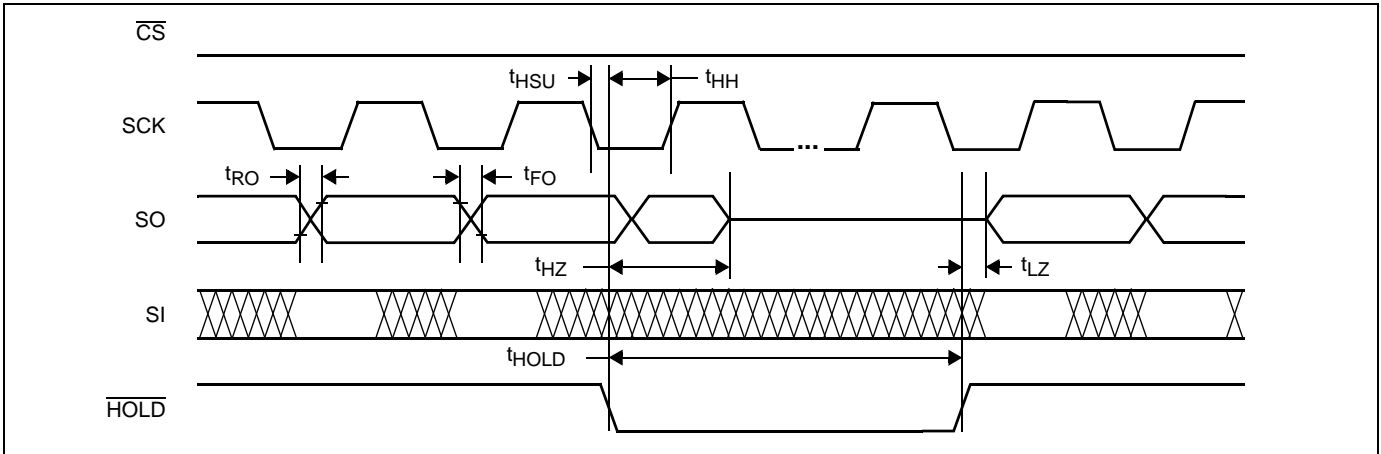 CS
tHSU
tHH
SCK
...
tRO
tFO
SO
tHZ
tLZ
SI
tHOLD
HOLD